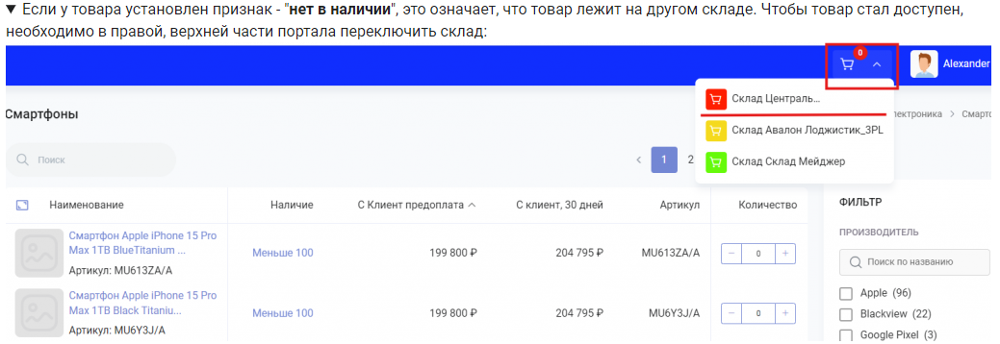 ▼ Если у товара установлен признак - "нет в наличии", это означает, что товар лежит на другом складе. Чтобы товар стал доступен,
необходимо в правой, верхней части портала переключить склад:
0
Alexander
Склад Централь...
Склад Авалон Лоджистик_3PL
Склад Склад Мейджер
Смартфоны
Поиск
< 1 2
Наименование
Наличие
С Клиент предоплата
С клиент, 30 дней
Артикул
Количество
ФИЛЬТР
Смартфон Apple iPhone 15 Pro
Max 1TB BlueTitanium ...
Артикул: MU613ZA/A
Меньше 100
199 800 ₽
204 795 ₽
MU613ZA/A
− 0 +
Смартфон Apple iPhone 15 Pro
Max 1TB Black Titaniu...
Артикул: MU6Y3J/A
Меньше 100
199 800 ₽
204 795 ₽
MU6Y3J/A
− 0 +
ПРОИЗВОДИТЕЛЬ
Поиск по названию
Apple (96)
Blackview (22)
Google Pixel (3)